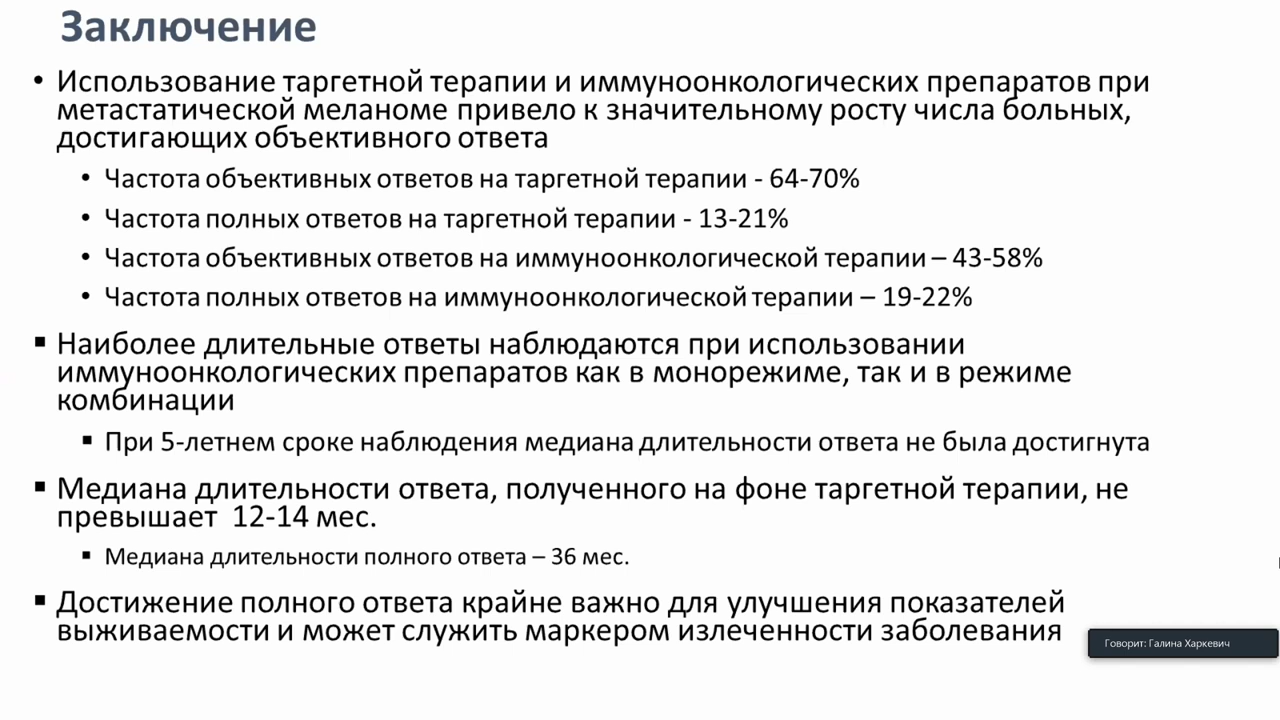 Заключение
• Использование таргетной терапии и иммуноонкологических препаратов при
метастатической меланоме привело к значительному росту числа больных,
достигающих объективного ответа
• Частота объективных ответов на таргетной терапии - 64-70%
• Частота полных ответов на таргетной терапии - 13-21%
• Частота объективных ответов на иммуноонкологической терапии – 43-58%
• Частота полных ответов на иммуноонкологической терапии – 19-22%
▪ Наиболее длительные ответы наблюдаются при использовании
иммуноонкологических препаратов как в монорежиме, так и в режиме
комбинации
▪ При 5-летнем сроке наблюдения медиана длительности ответа не была достигнута
▪ Медиана длительности ответа, полученного на фоне таргетной терапии, не
превышает 12-14 мес.
▪ Медиана длительности полного ответа – 36 мес.
▪ Достижение полного ответа крайне важно для улучшения показателей
выживаемости и может служить маркером излеченности заболевания
Говорит: Галина Харкевич